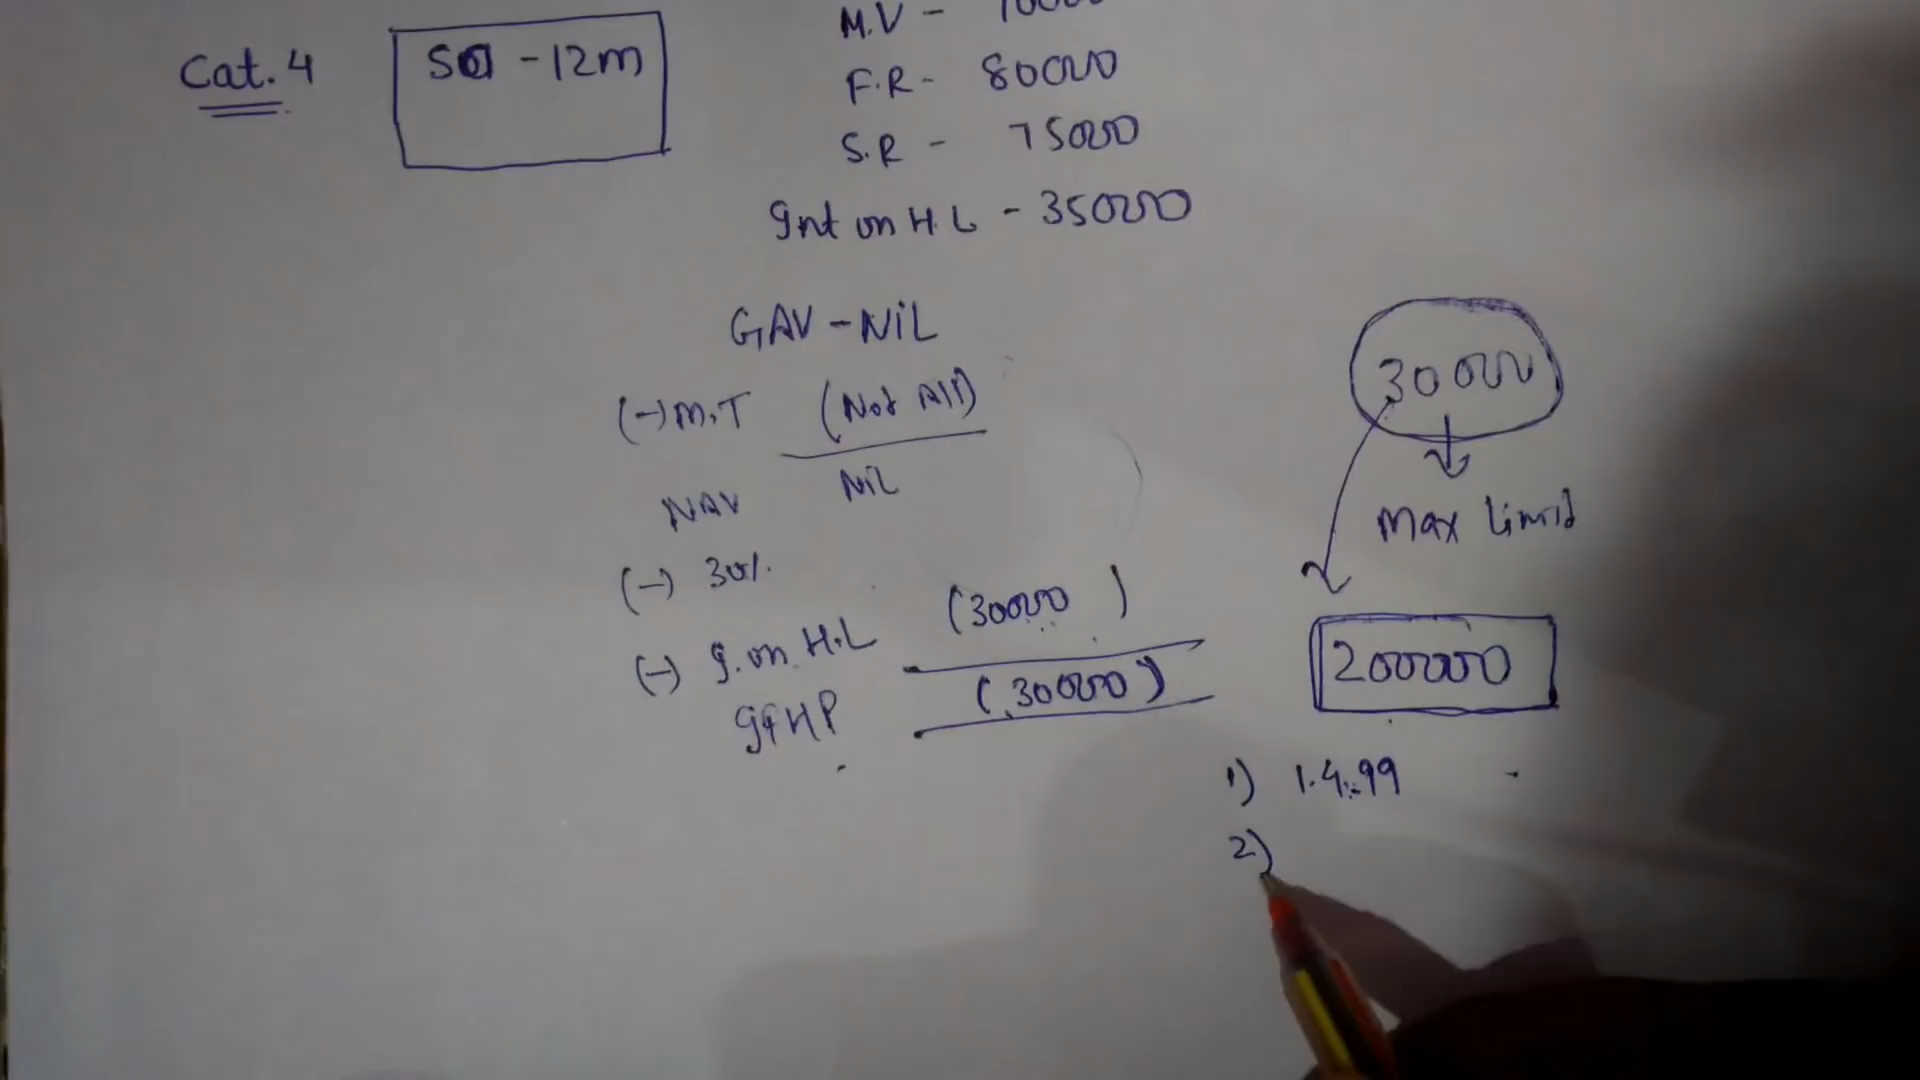 Cat. 4
SO - 12m
M.V -
F.R - 80000
S.R - 75000
Int on H.L - 35000
GAV - NiL
(-) M.T (Not All)
NAV NiL
(-) 30%.
(-) I. on H.L (30000)
IFHP (30000)
30000
Max Limit
200000
1) 1.4.99
2)